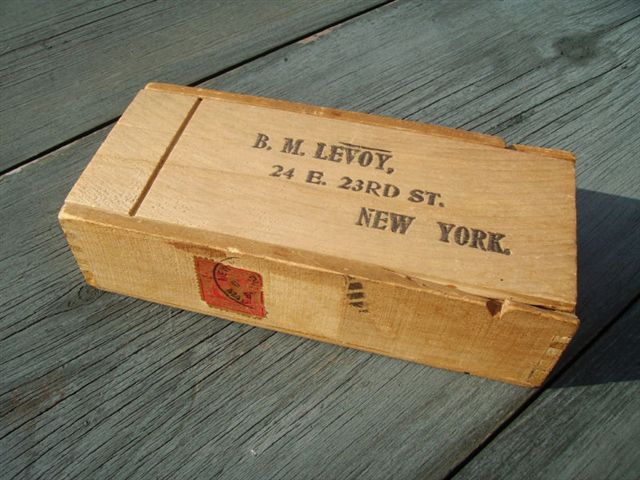 B. M. LEVOY,
24 E. 23RD ST.
NEW YORK.